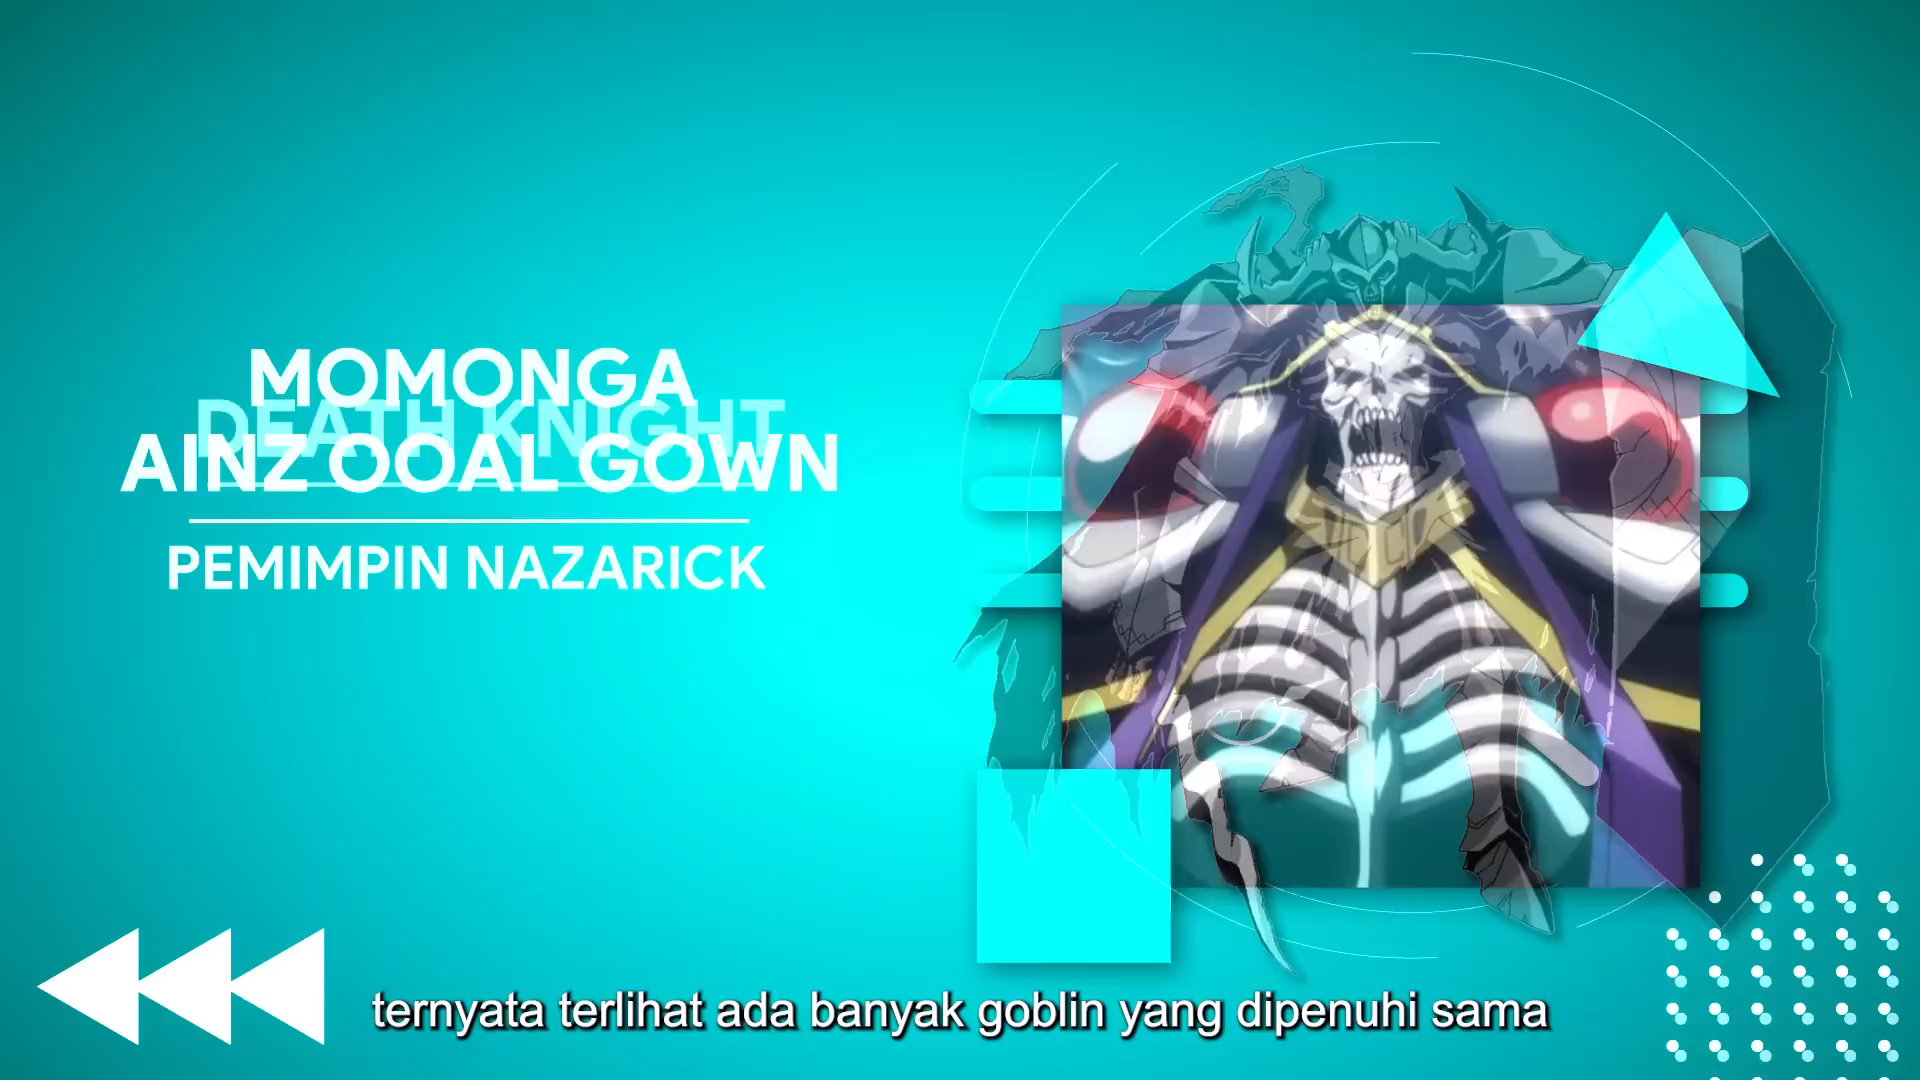 MOMONGA
DEATH KNIGHT
AINZ OOAL GOWN
PEMIMPIN NAZARICK
ternyata terlihat ada banyak goblin yang dipenuhi sama